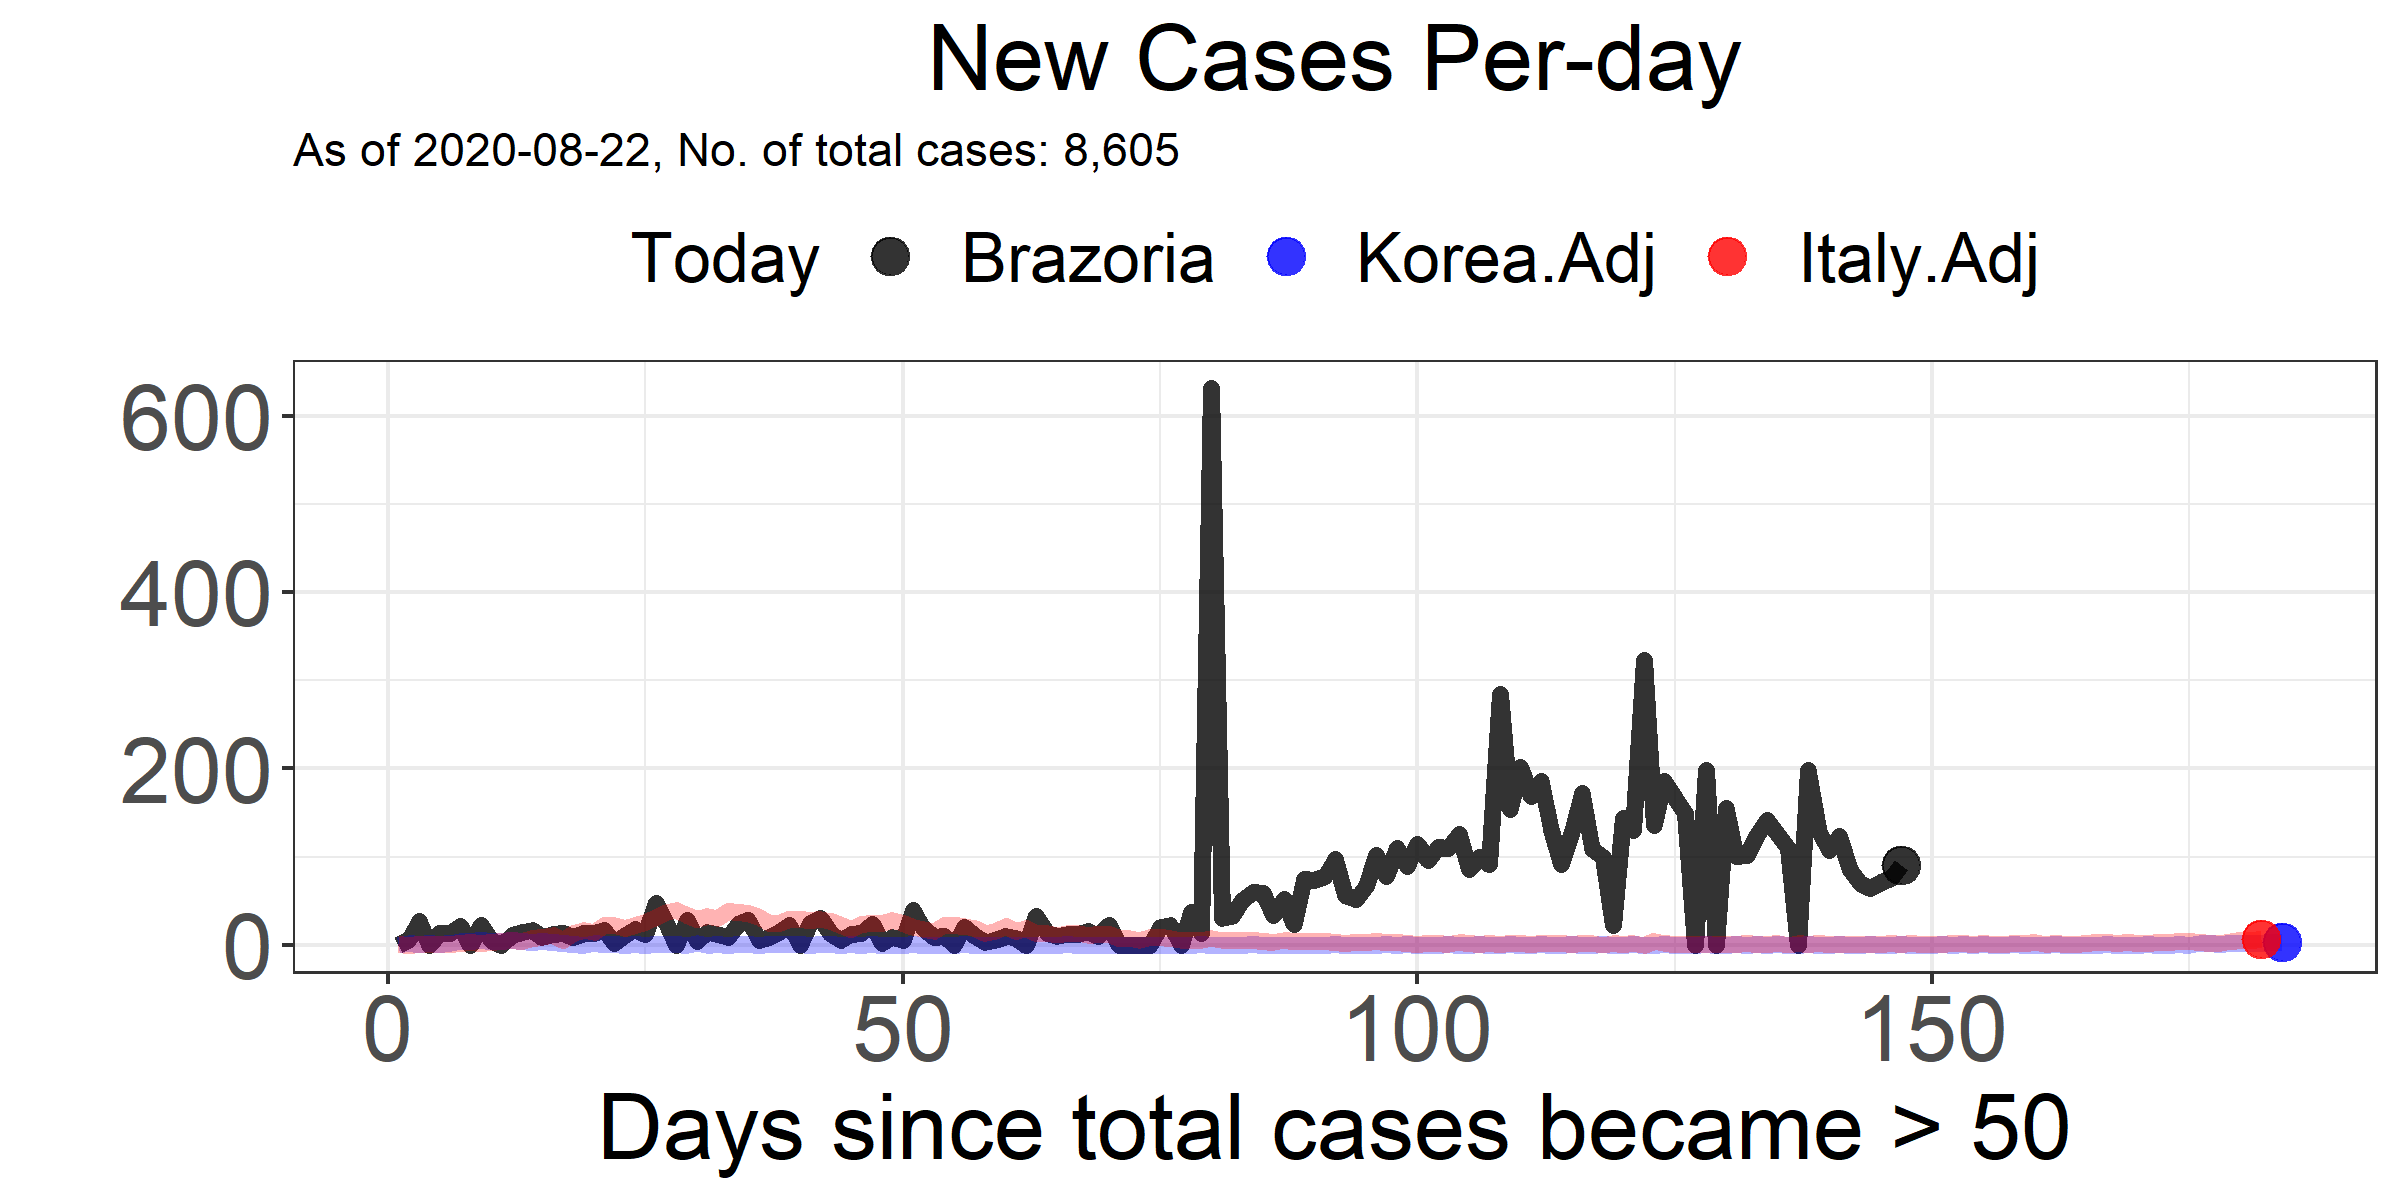 New Cases Per-day
As of 2020-08-22, No. of total cases: 8,605
Today Brazoria Korea.Adj Italy.Adj
600
400
200
0
0 50 100 150
Days since total cases became > 50